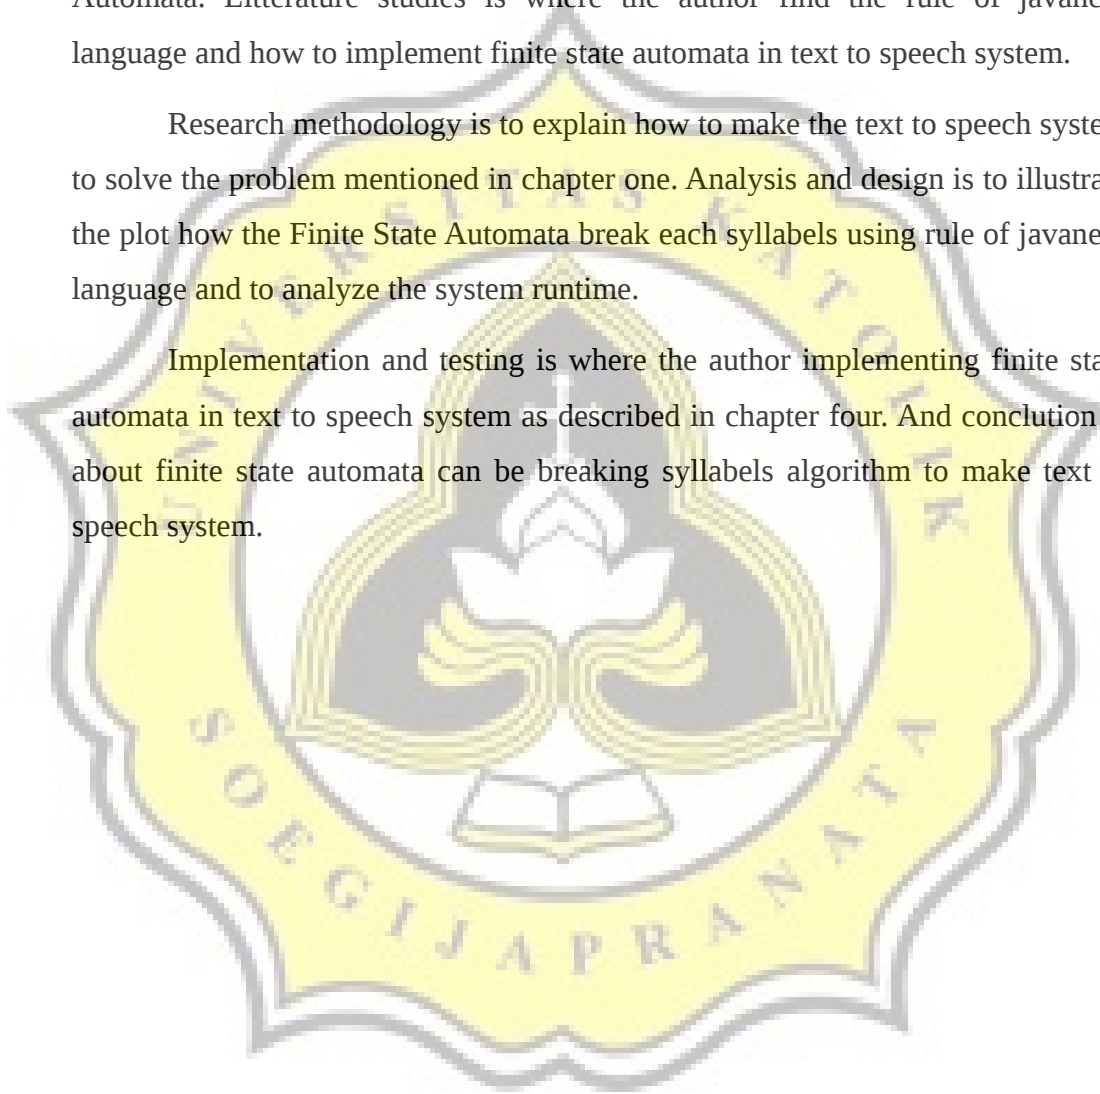 Automata. Litterature studies is where the author find the rule of
language and how to implement finite state automata in text to speech system.
Research methodology is to explain how to make the text to speech
to solve the problem mentioned in chapter one. Analysis and design is to
the plot how the Finite State Automata break each syllabels using rule of
language and to analyze the system runtime.
Implementation and testing is where the author implementing finite
automata in text to speech system as described in chapter four. And conclution
about finite state automata can be breaking syllabels algorithm to make text
speech system.
UNIVERSITAS KATOLIK
SOEGIJAPRANATA